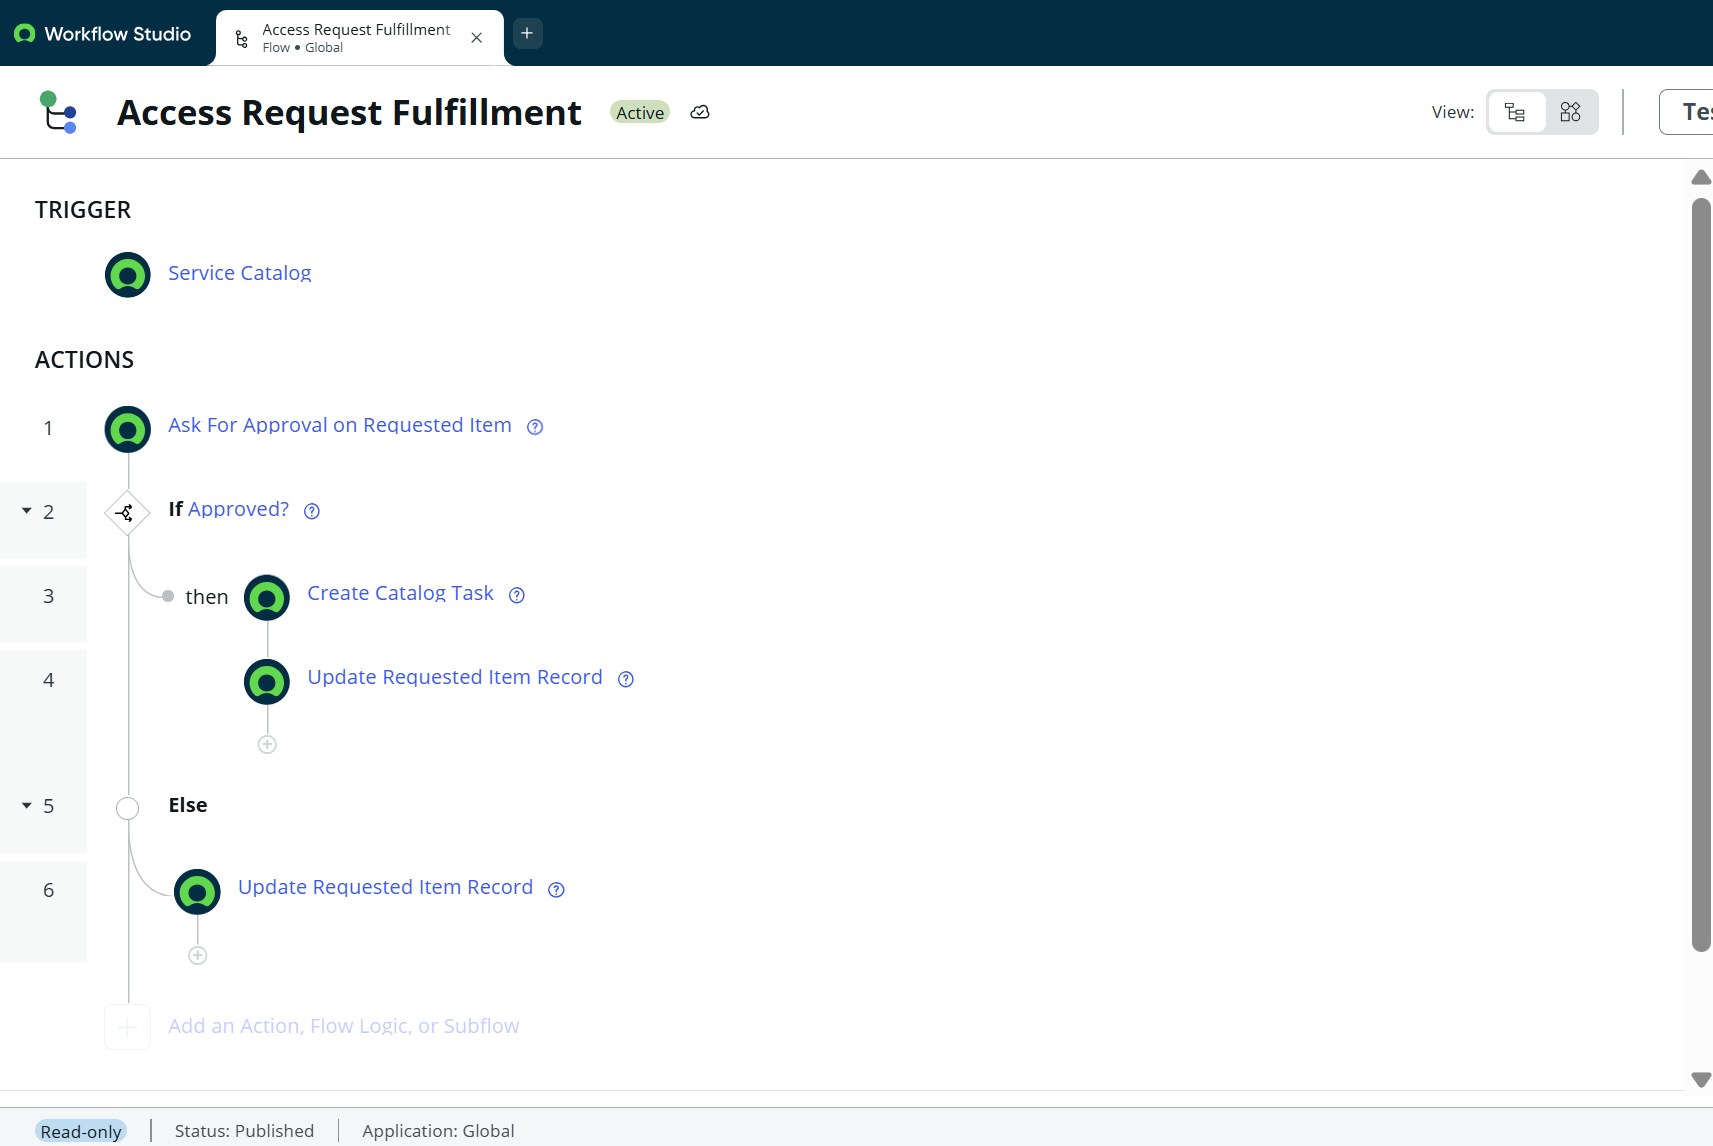 Workflow Studio
Access Request Fulfillment
Flow • Global
Access Request Fulfillment
Active
View:
TRIGGER
Service Catalog
ACTIONS
1
Ask For Approval on Requested Item
2
If Approved?
3
then
Create Catalog Task
4
Update Requested Item Record
5
Else
6
Update Requested Item Record
Add an Action, Flow Logic, or Subflow
Read-only
Status: Published
Application: Global